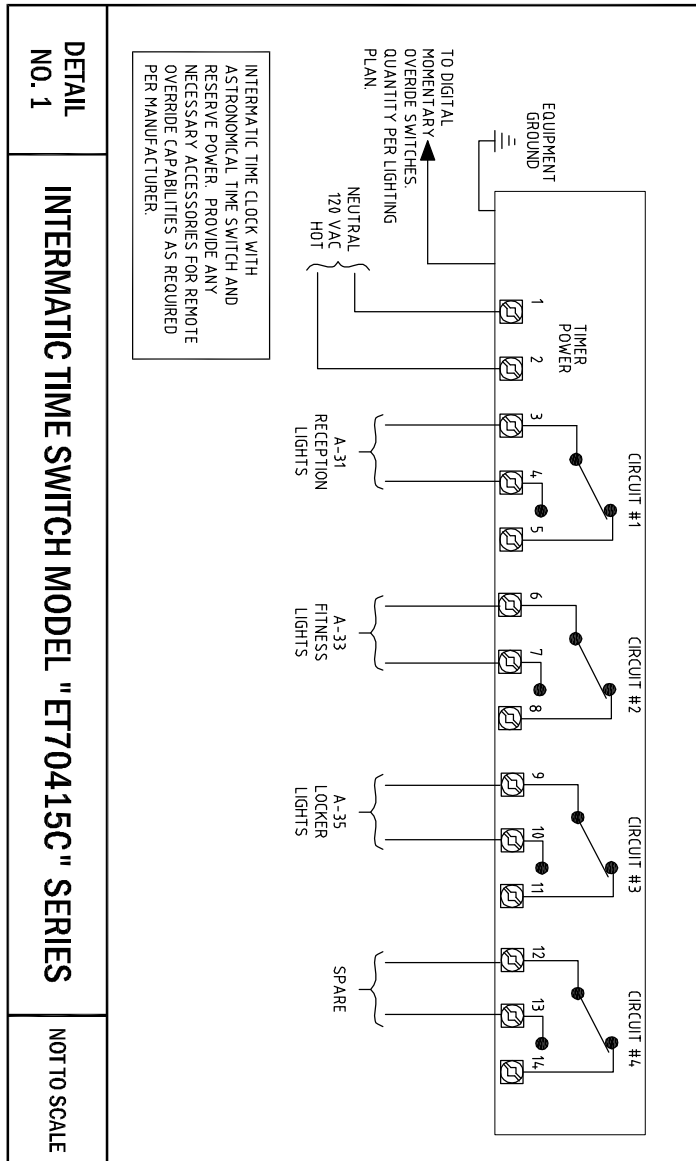 EQUIPMENT
GROUND
TO DIGITAL
MOMENTARY
OVERIDE SWITCHES.
QUANTITY PER LIGHTING
PLAN.
NEUTRAL
120 VAC
HOT
TIMER
POWER
1
2
CIRCUIT #1
3
4
5
A-31
RECEPTION
LIGHTS
CIRCUIT #2
6
7
8
A-33
FITNESS
LIGHTS
CIRCUIT #3
9
10
11
A-35
LOCKER
LIGHTS
CIRCUIT #4
12
13
14
SPARE
INTERMATIC TIME CLOCK WITH
ASTRONOMICAL TIME SWITCH AND
RESERVE POWER. PROVIDE ANY
NECESSARY ACCESSORIES FOR REMOTE
OVERRIDE CAPABILITIES AS REQUIRED
PER MANUFACTURER.
DETAIL
NO. 1
INTERMATIC TIME SWITCH MODEL "ET70415C" SERIES
NOT TO SCALE